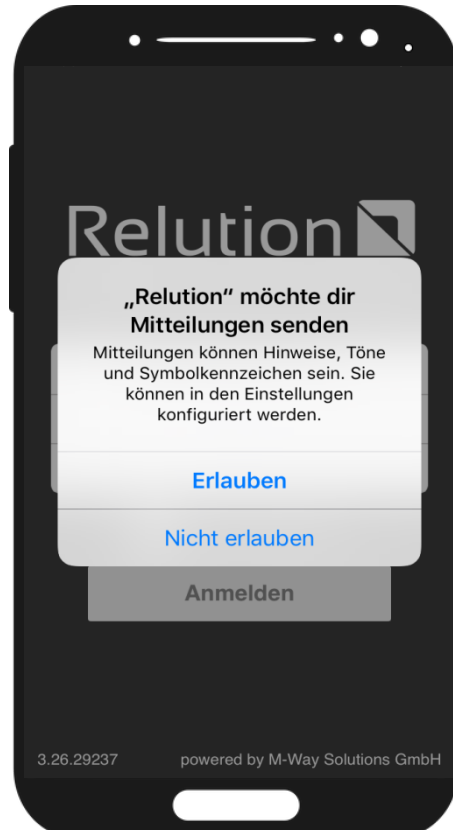 Relution
„Relution“ möchte dir
Mitteilungen senden
Mitteilungen können Hinweise, Töne
und Symbolkennzeichen sein. Sie
können in den Einstellungen
konfiguriert werden.
Erlauben
Nicht erlauben
Anmelden
3.26.29237 powered by M-Way Solutions GmbH